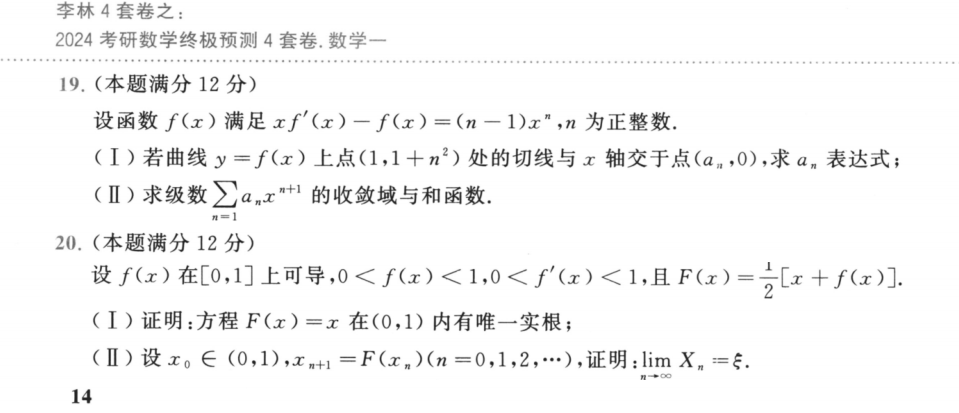 李林 4 套卷之:
2024 考研数学终极预测 4 套卷.数学一
19.(本题满分 12 分)
设函数 f(x) 满足 xf′(x)-f(x)=(n-1)xⁿ,n 为正整数.
(Ⅰ)若曲线 y=f(x) 上点(1,1+n²) 处的切线与 x 轴交于点(aₙ,0),求 aₙ 表达式;
(Ⅱ)求级数∑_{n=1} aₙxⁿ⁺¹ 的收敛域与和函数.
20.(本题满分 12 分)
设 f(x) 在[0,1] 上可导,0<f(x)<1,0<f′(x)<1,且 F(x)=1/2[x+f(x)].
(Ⅰ)证明:方程 F(x)=x 在(0,1) 内有唯一实根;
(Ⅱ)设 x₀∈(0,1),xₙ₊₁=F(xₙ)(n=0,1,2,…),证明:lim_{n→∞} Xₙ=ξ.
14